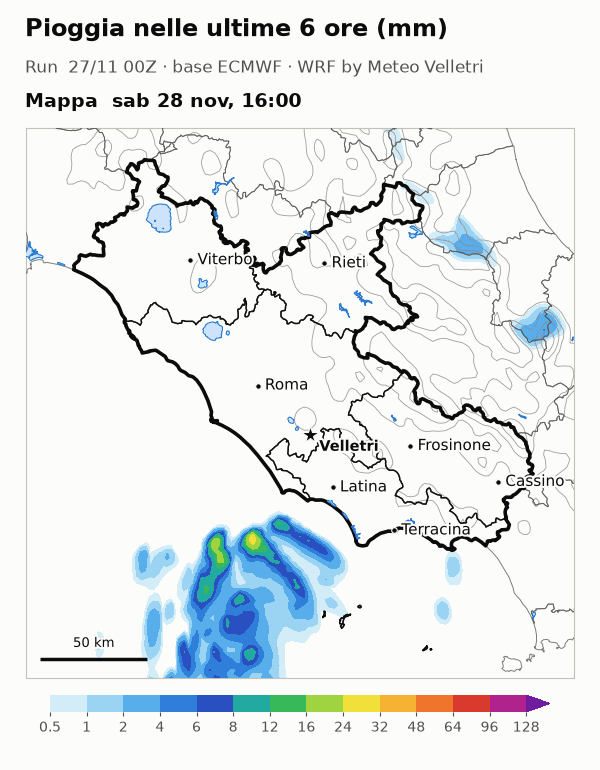 Pioggia nelle ultime 6 ore (mm)
Run 27/11 00Z · base ECMWF · WRF by Meteo Velletri
Mappa sab 28 nov, 16:00
Viterbo
Rieti
Roma
Velletri
Frosinone
Latina
Cassino
Terracina
50 km
0.5 1 2 4 6 8 12 16 24 32 48 64 96 128